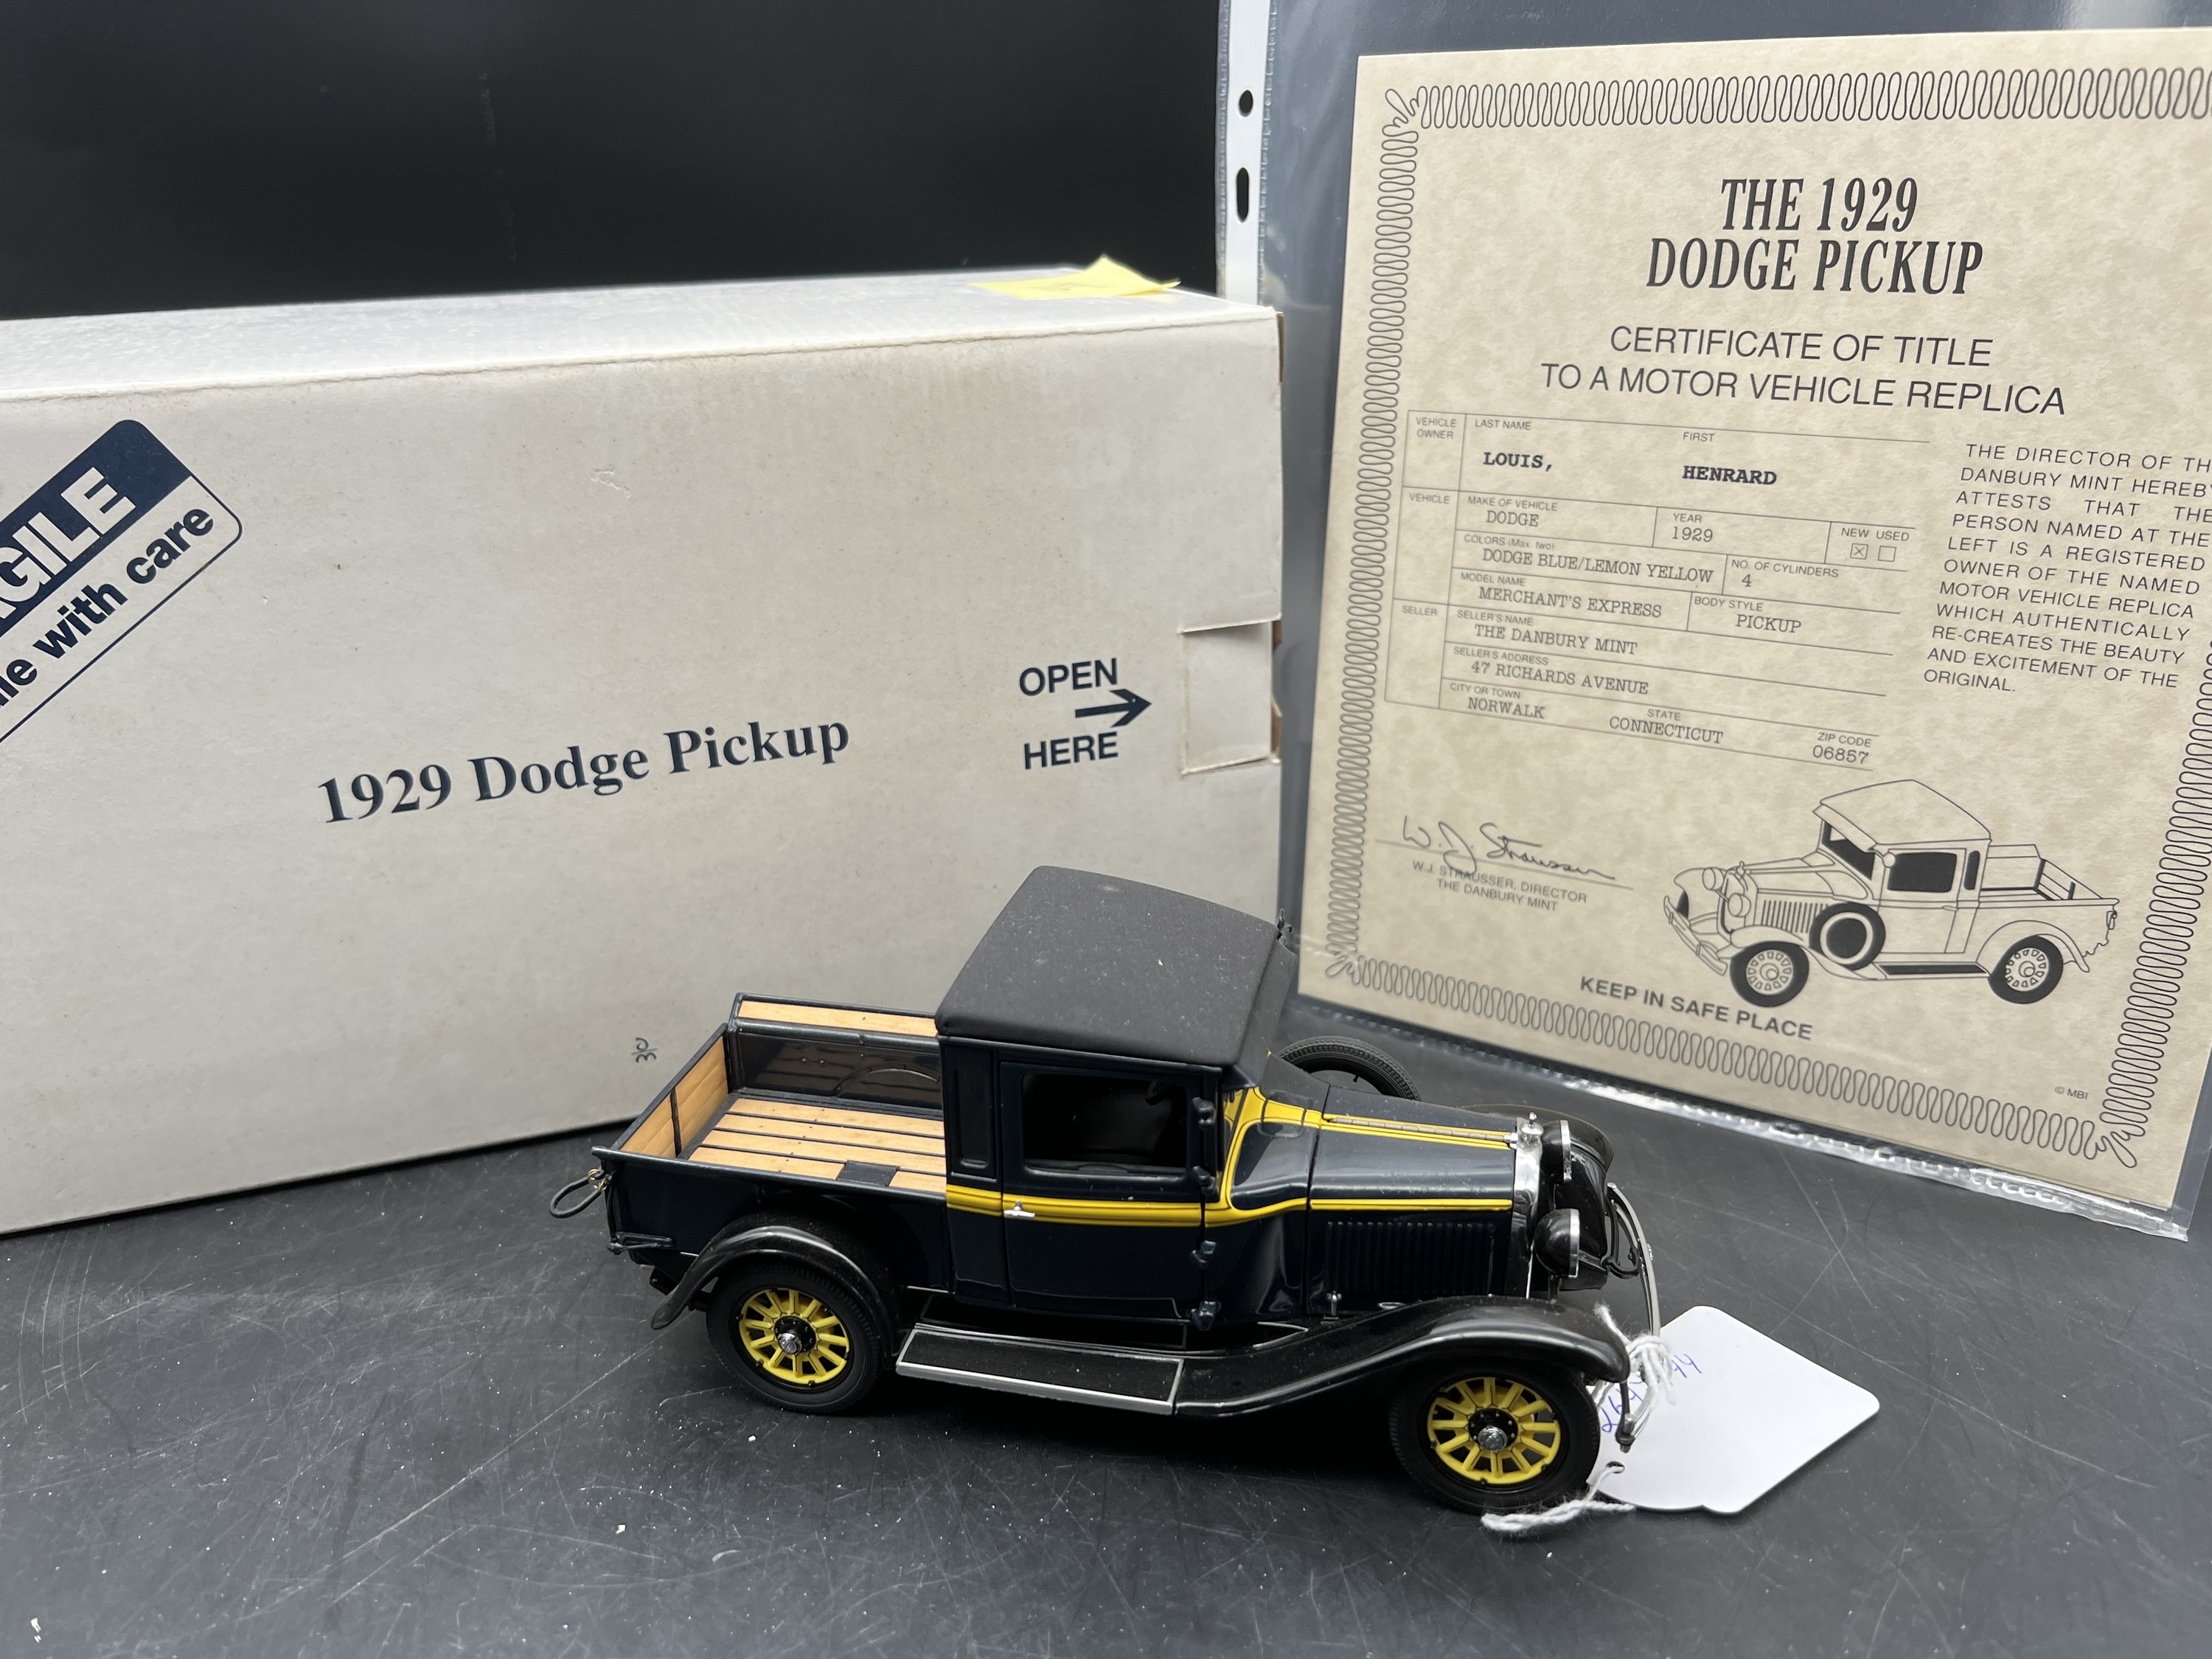 GILE
with care
1929 Dodge Pickup
OPEN
HERE
30
THE 1929
DODGE PICKUP
CERTIFICATE OF TITLE
TO A MOTOR VEHICLE REPLICA
VEHICLE OWNER
LAST NAME FIRST
LOUIS, HENRARD
VEHICLE
MAKE OF VEHICLE YEAR NEW USED
DODGE 1929
COLORS (Max. two) NO. OF CYLINDERS
DODGE BLUE/LEMON YELLOW 4
MODEL NAME BODY STYLE
MERCHANT'S EXPRESS PICKUP
SELLER
SELLER'S NAME
THE DANBURY MINT
SELLER'S ADDRESS
47 RICHARDS AVENUE
CITY OR TOWN STATE ZIP CODE
NORWALK CONNECTICUT 06857
THE DIRECTOR OF TH
DANBURY MINT HEREBY
ATTESTS THAT THE
PERSON NAMED AT THE
LEFT IS A REGISTERED
OWNER OF THE NAMED
MOTOR VEHICLE REPLICA
WHICH AUTHENTICALLY
RE-CREATES THE BEAUTY
AND EXCITEMENT OF THE
ORIGINAL.
W.J. Strausser
W.J. STRAUSSER, DIRECTOR
THE DANBURY MINT
KEEP IN SAFE PLACE
© MBI